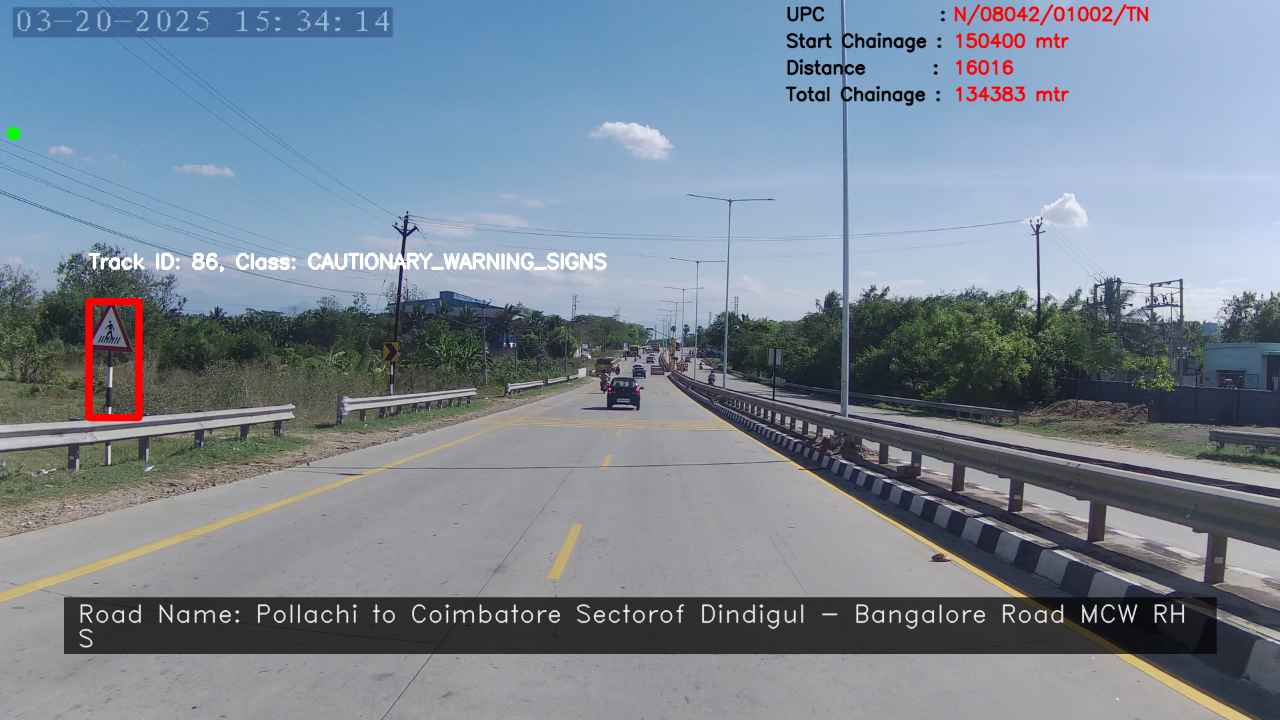 03-20-2025 15:34:14
UPC : N/08042/01002/TN
Start Chainage : 150400 mtr
Distance : 16016
Total Chainage : 134383 mtr
Track ID: 86, Class: CAUTIONARY_WARNING_SIGNS
Road Name: Pollachi to Coimbatore Sectorof Dindigul - Bangalore Road MCW RH
S